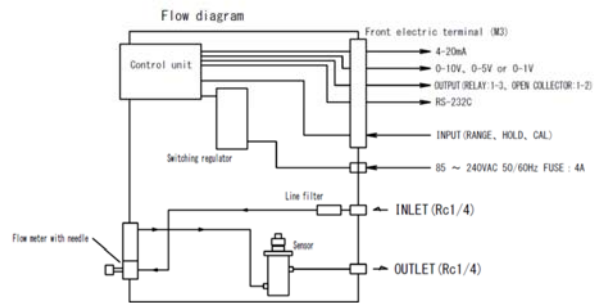 Flow diagram
Front electric terminal (M3)
Control unit
4-20mA
0-10V、0-5V or 0-1V
OUTPUT(RELAY:1-3、OPEN COLLECTOR:1-2)
RS-232C
INPUT(RANGE、HOLD、CAL)
Switching regulator
85 ~ 240VAC 50/60Hz FUSE : 4A
Line filter
INLET(Rc1/4)
Flow meter with needle
Sensor
OUTLET(Rc1/4)